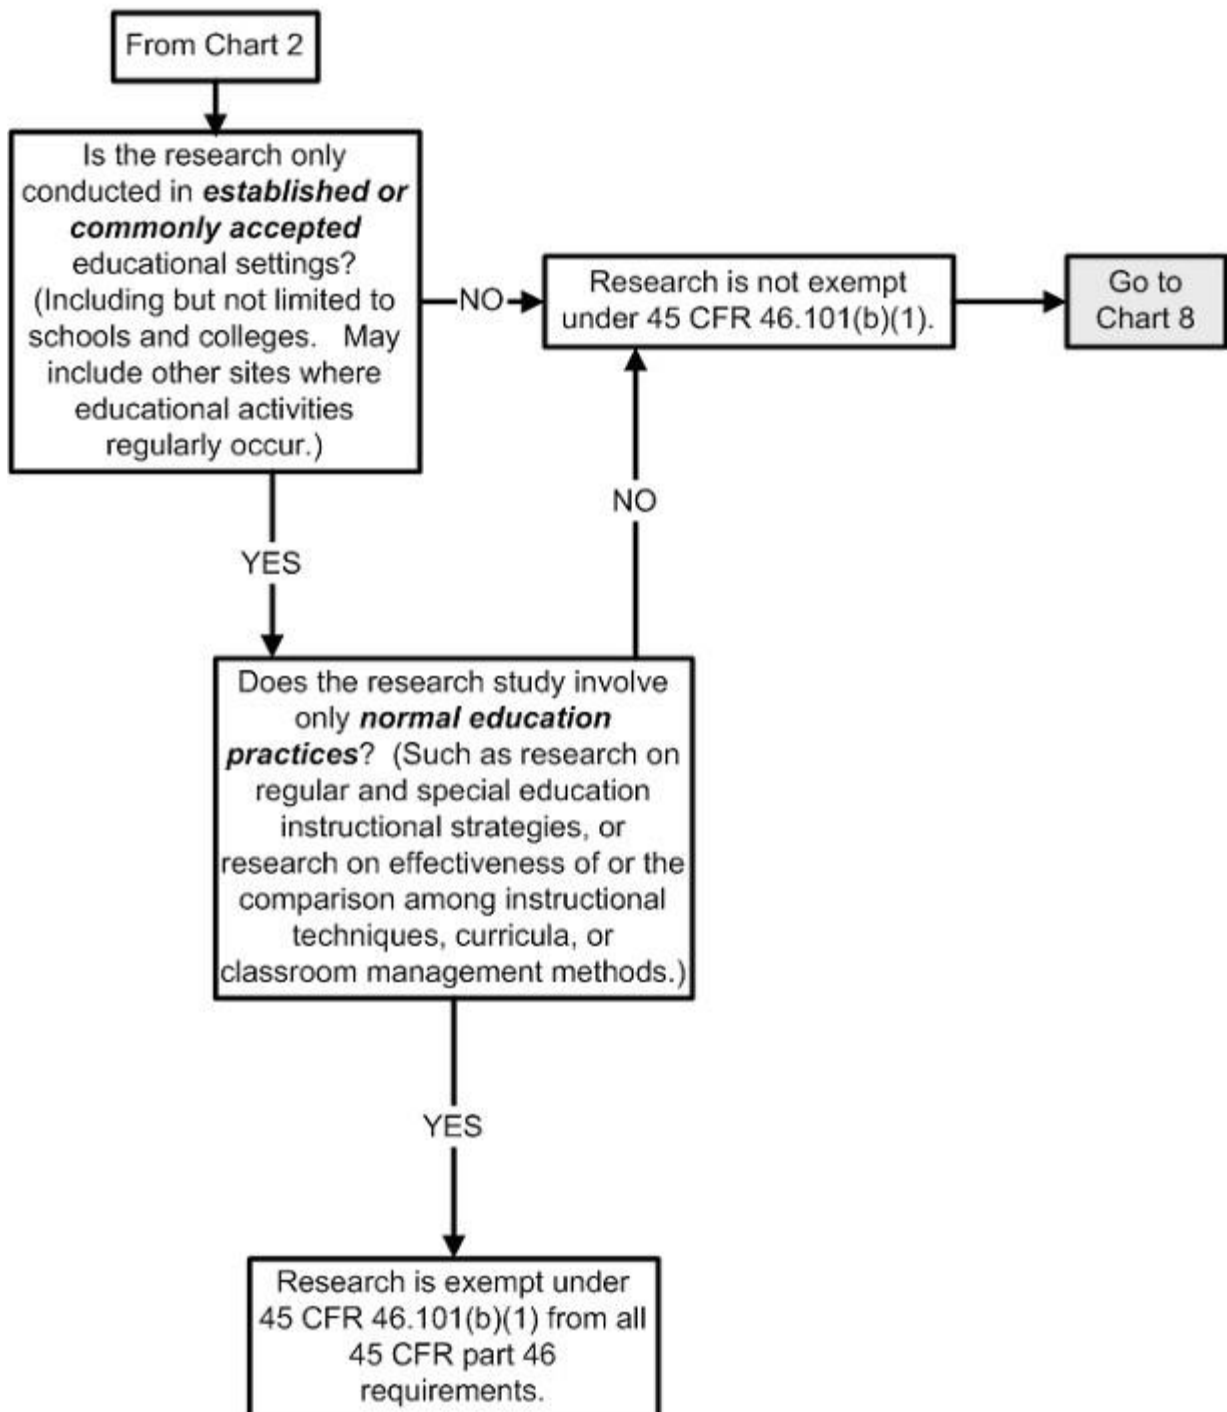 From Chart 2
Is the research only
conducted in established or
commonly accepted
educational settings?
(Including but not limited to
schools and colleges.   May
include other sites where
educational activities
regularly occur.)
NO
Research is not exempt
under 45 CFR 46.101(b)(1).
Go to
Chart 8
NO
YES
Does the research study involve
only normal education
practices?  (Such as research on
regular and special education
instructional strategies, or
research on effectiveness of or the
comparison among instructional
techniques, curricula, or
classroom management methods.)
YES
Research is exempt under
45 CFR 46.101(b)(1) from all
45 CFR part 46
requirements.